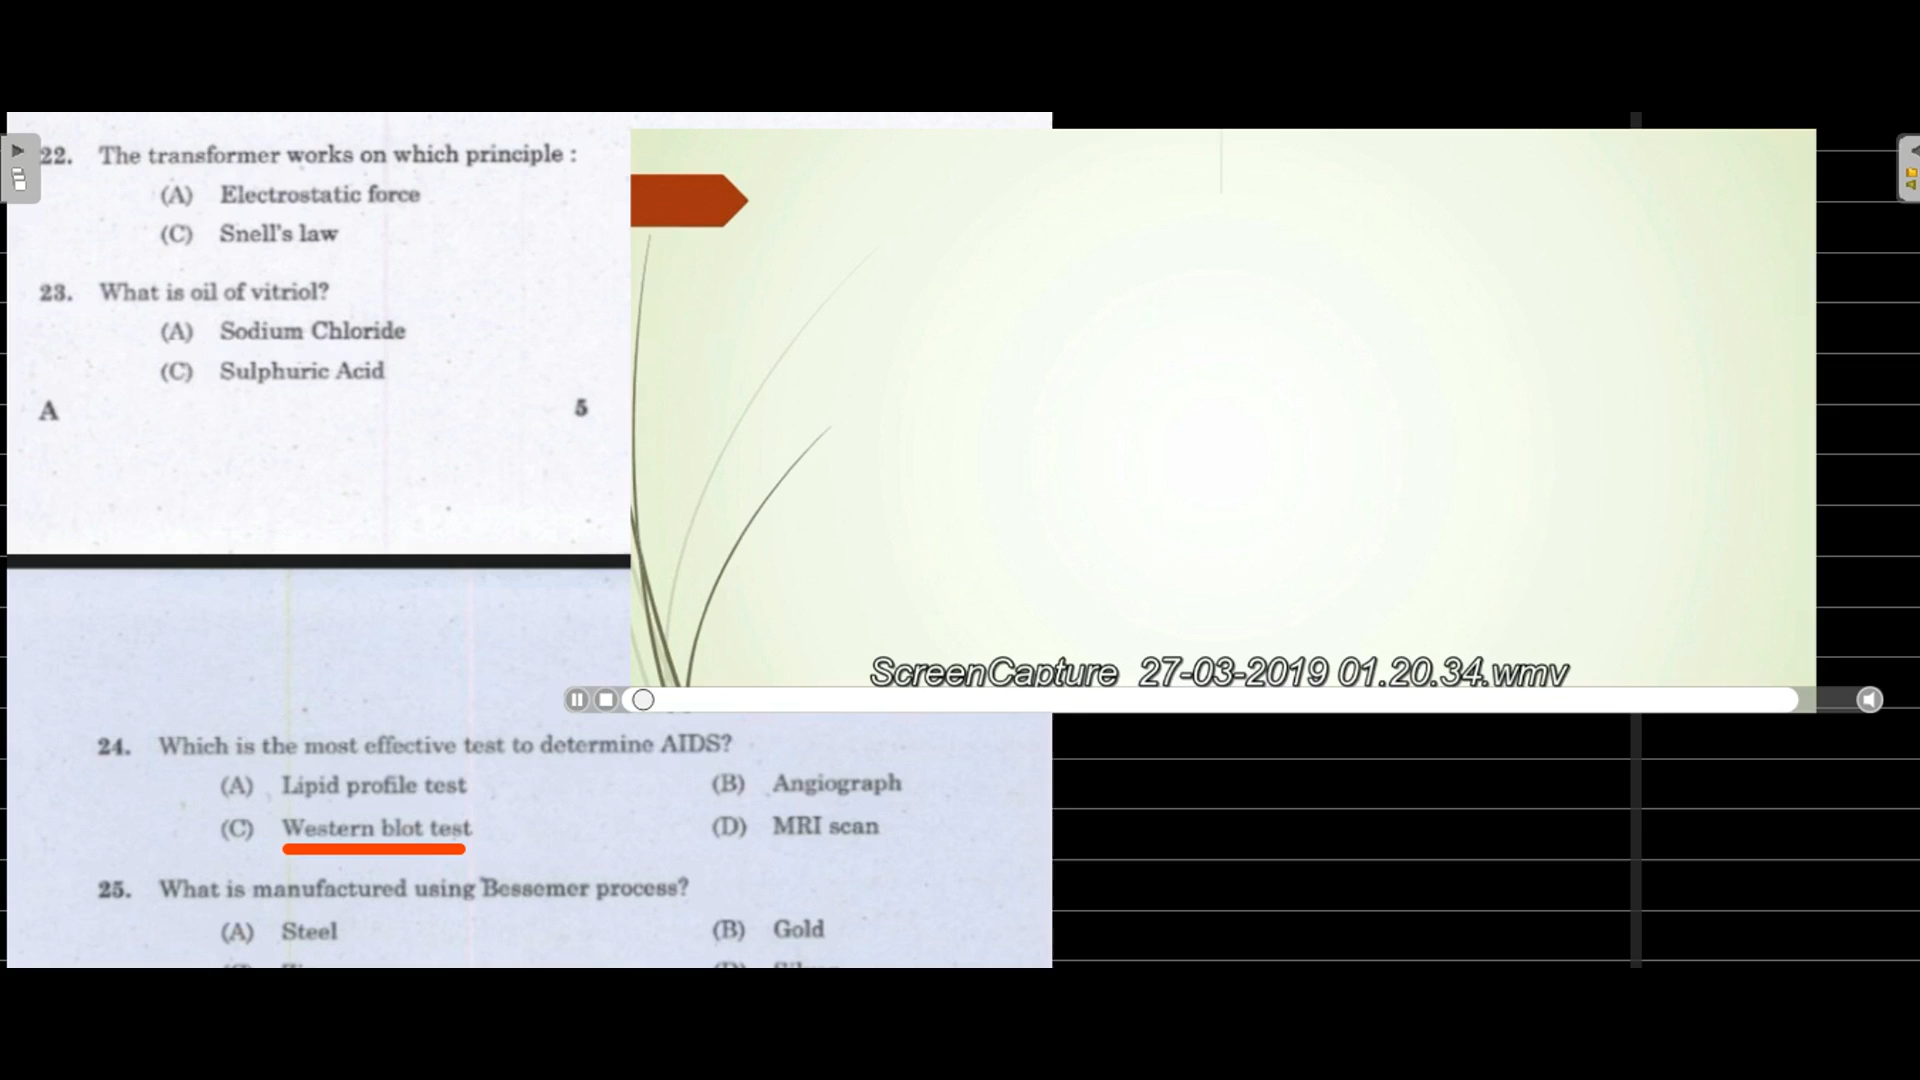 22. The transformer works on which principle :
(A) Electrostatic force
(C) Snell's law
23. What is oil of vitriol?
(A) Sodium Chloride
(C) Sulphuric Acid
A 5
ScreenCapture 27-03-2019 01.20.34.wmv
24. Which is the most effective test to determine AIDS?
(A) Lipid profile test (B) Angiograph
(C) Western blot test (D) MRI scan
25. What is manufactured using Bessemer process?
(A) Steel (B) Gold